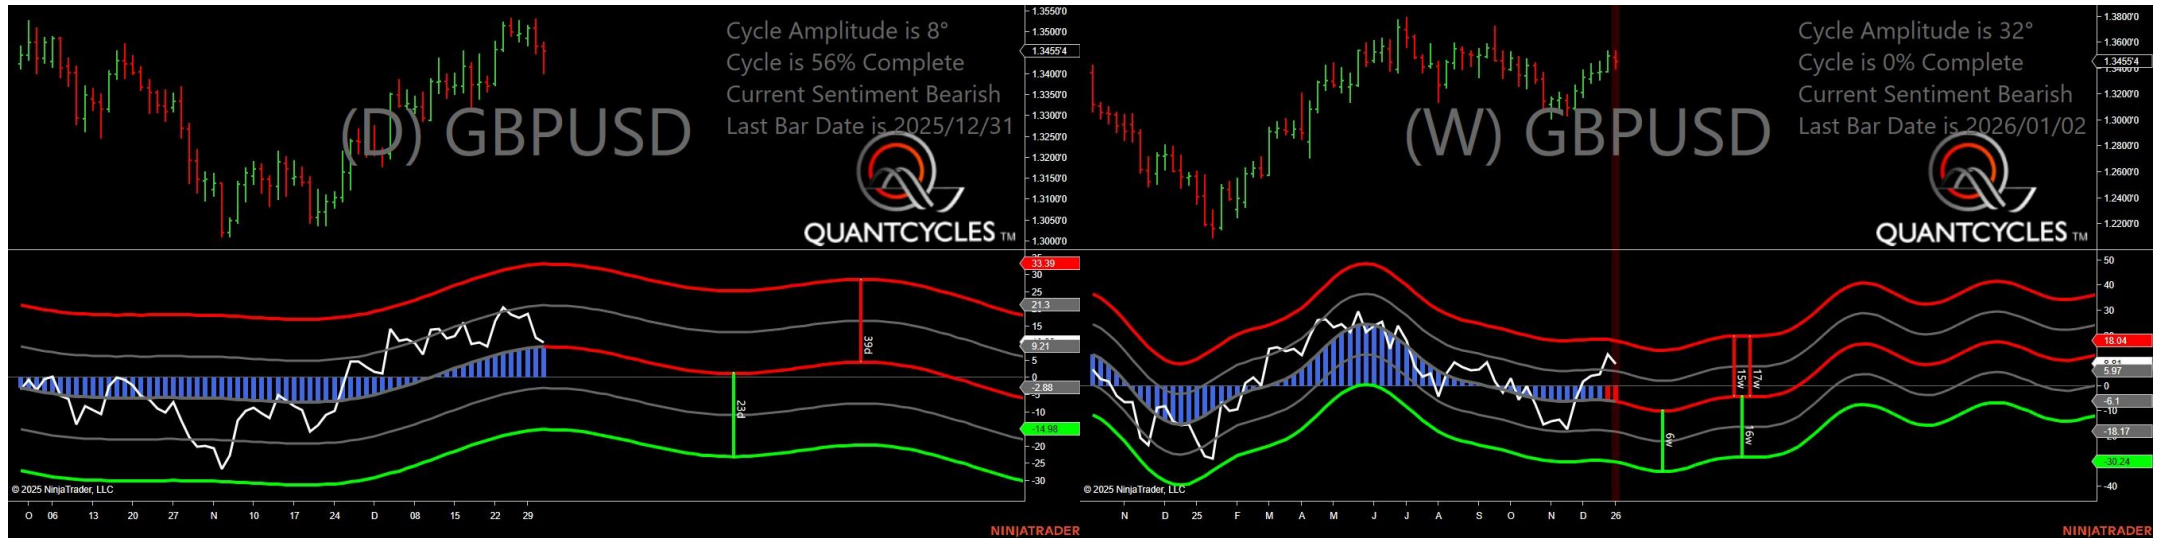 Cycle Amplitude is 8°
Cycle is 56% Complete
Current Sentiment Bearish
Last Bar Date is 2025/12/31
(D) GBPUSD
QUANTCYCLES TM
1.3550'0
1.3500'0
1.3455'4
1.3400'0
1.3350'0
1.3300'0
1.3250'0
1.3200'0
1.3150'0
1.3100'0
1.3050'0
1.3000'0
33.39
30
25
21.3
15
9.21
5
0
-2.88
-10
-14.98
-20
-25
-30
39d
23d
© 2025 NinjaTrader, LLC
O 06 13 20 27 N 10 17 24 D 08 15 22 29
NINJATRADER
Cycle Amplitude is 32°
Cycle is 0% Complete
Current Sentiment Bearish
Last Bar Date is 2026/01/02
(W) GBPUSD
QUANTCYCLES TM
1.3800'0
1.3600'0
1.3455'4
1.3400'0
1.3200'0
1.3000'0
1.2800'0
1.2600'0
1.2400'0
1.2200'0
50
40
30
18.04
5.97
0
-6.1
-10
-18.17
-30.24
-40
15w
17w
6w
16w
© 2025 NinjaTrader, LLC
N D 25 F M A M J J A S O N D 26
NINJATRADER